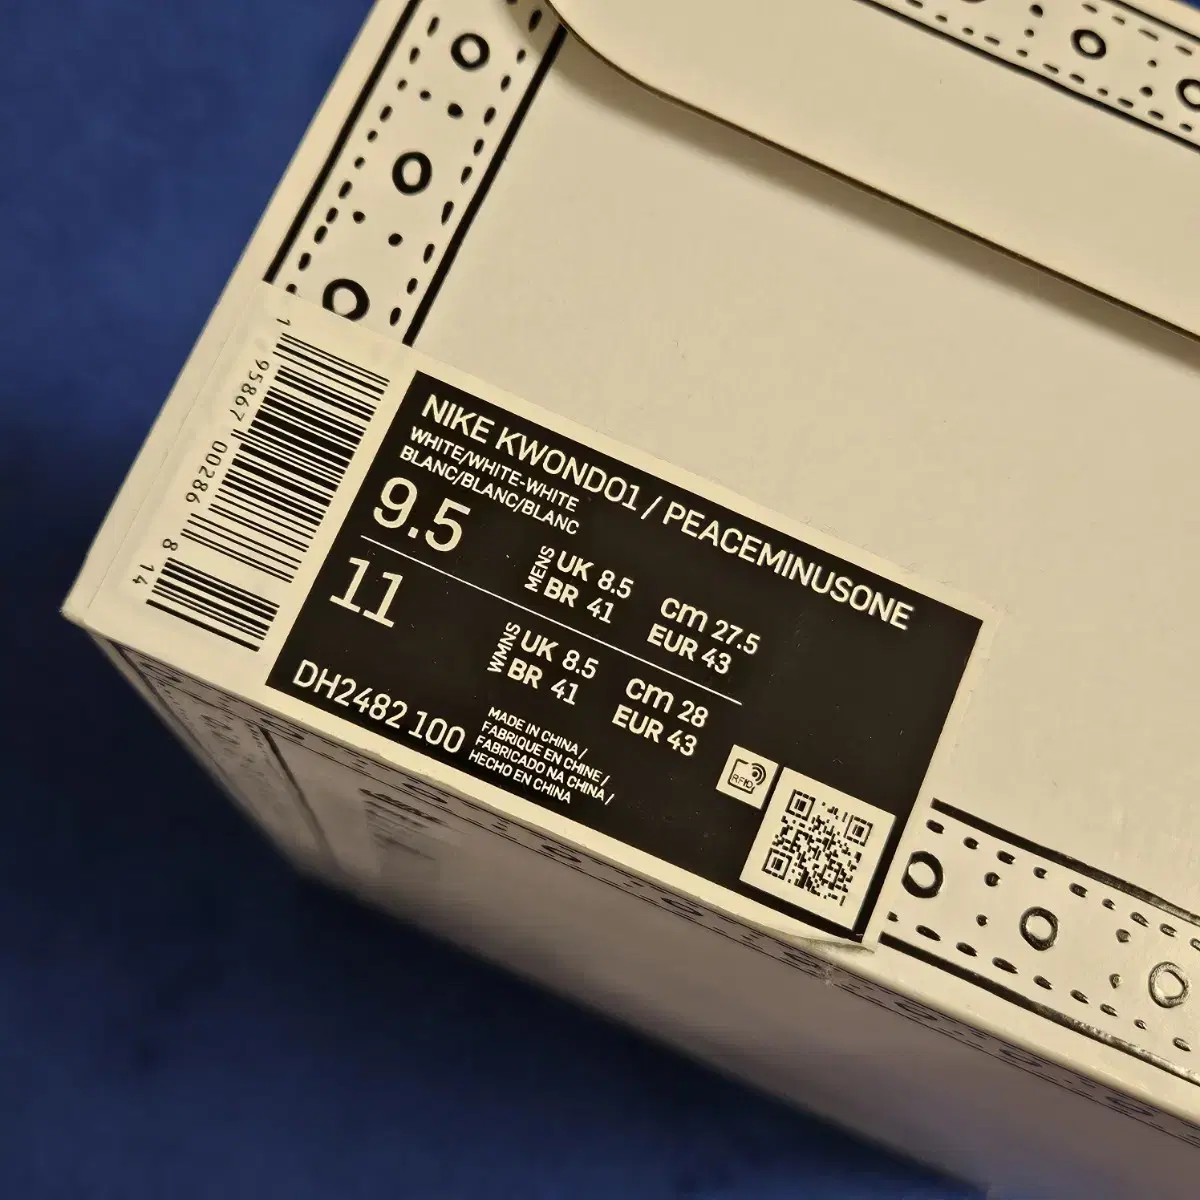 NIKE KWONDO1 / PEACEMINUSONE
WHITE/WHITE-WHITE
BLANC/BLANC/BLANC
9.5
MENS
UK 8.5
BR 41
cm 27.5
EUR 43
11
WMNS
UK 8.5
BR 41
cm 28
EUR 43
DH2482 100
MADE IN CHINA /
FABRIQUE EN CHINE /
FABRICADO NA CHINA /
HECHO EN CHINA
RFID
1 95867 00286 8 14